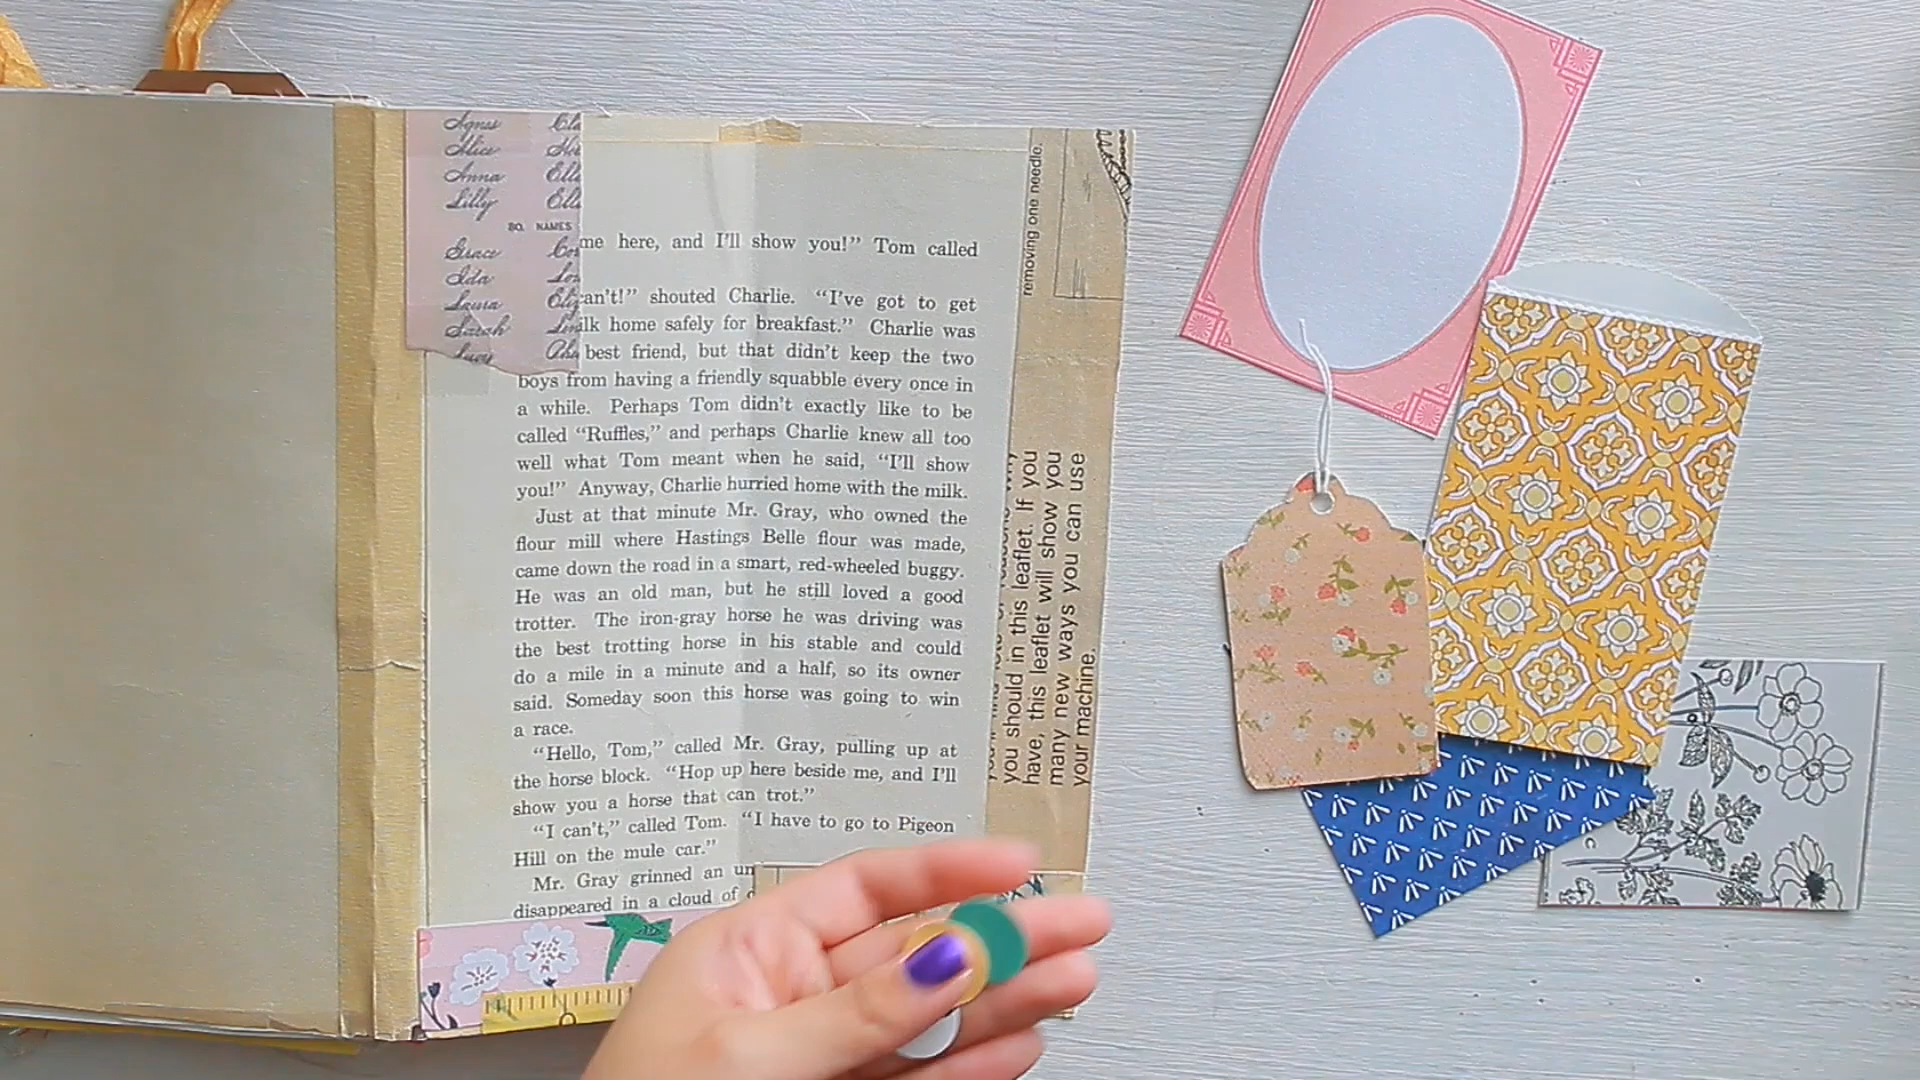 Agnes
Alice
Anna
Lilly
80. NAMES
Grace
Ida
Laura
Sarah
Lucy
me here, and I'll show you!” Tom called
an't!” shouted Charlie. “I've got to get
ilk home safely for breakfast.” Charlie was
best friend, but that didn't keep the two
boys from having a friendly squabble every once in
a while. Perhaps Tom didn't exactly like to be
called “Ruffles,” and perhaps Charlie knew all too
well what Tom meant when he said, “I'll show
you!” Anyway, Charlie hurried home with the milk.
Just at that minute Mr. Gray, who owned the
flour mill where Hastings Belle flour was made,
came down the road in a smart, red-wheeled buggy.
He was an old man, but he still loved a good
trotter. The iron-gray horse he was driving was
the best trotting horse in his stable and could
do a mile in a minute and a half, so its owner
said. Someday soon this horse was going to win
a race.
“Hello, Tom,” called Mr. Gray, pulling up at
the horse block. “Hop up here beside me, and I'll
show you a horse that can trot.”
“I can't,” called Tom. “I have to go to Pigeon
Hill on the mule car.”
Mr. Gray grinned an un
disappeared in a cloud of
removing one needle.
you should in this leaflet. If you
have, this leaflet will show you
many new ways you can use
your machine.